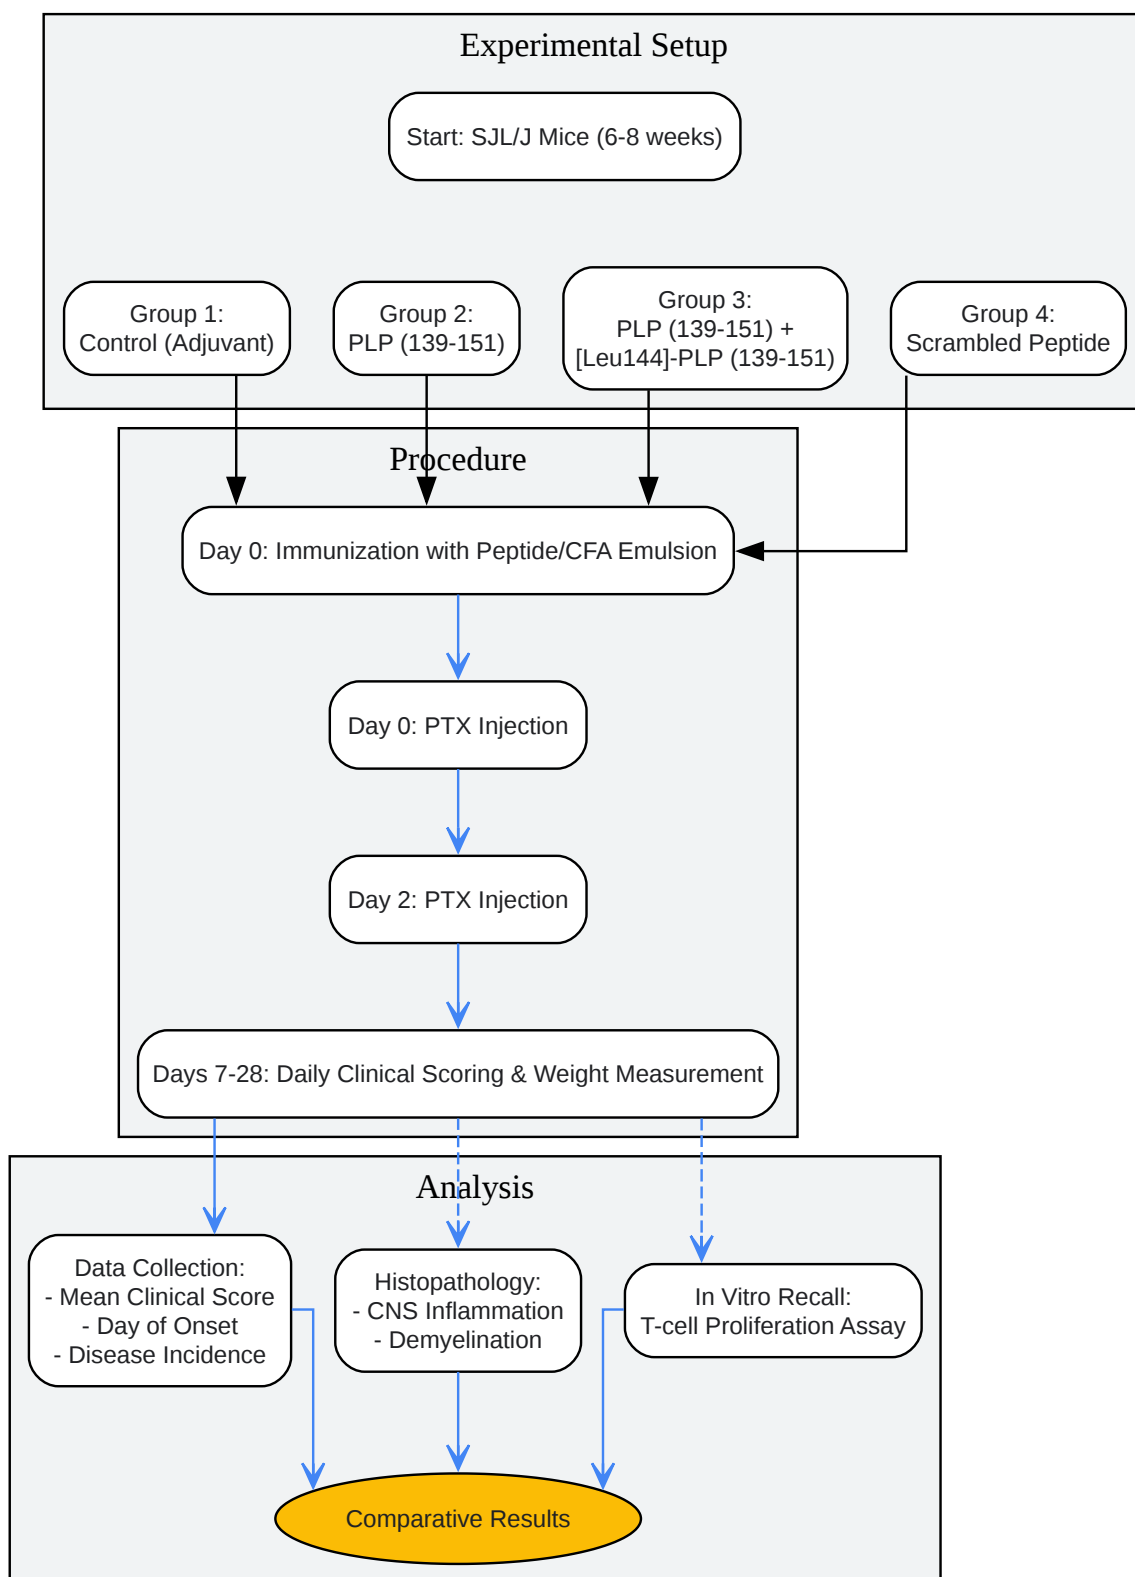 Experimental Setup
Start: SJL/J Mice (6-8 weeks)
Group 1:
Control (Adjuvant)
Group 2:
PLP (139-151)
Group 3:
PLP (139-151) +
[Leu144]-PLP (139-151)
Group 4:
Scrambled Peptide
Procedure
Day 0: Immunization with Peptide/CFA Emulsion
Day 0: PTX Injection
Day 2: PTX Injection
Days 7-28: Daily Clinical Scoring & Weight Measurement
Analysis
Data Collection:
- Mean Clinical Score
- Day of Onset
- Disease Incidence
Histopathology:
- CNS Inflammation
- Demyelination
In Vitro Recall:
T-cell Proliferation Assay
Comparative Results